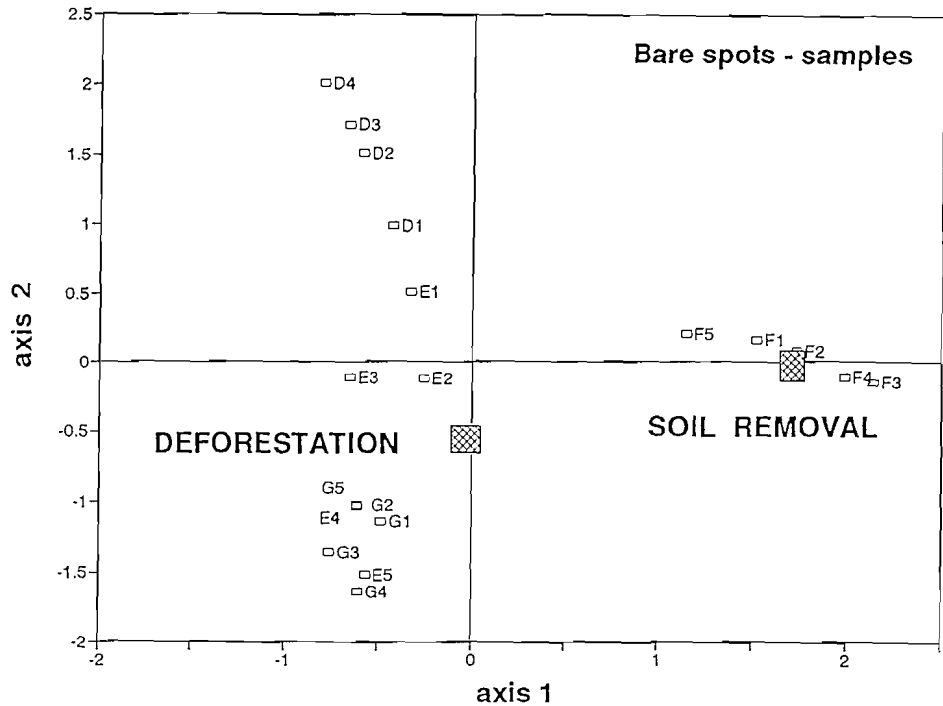 2.5
Bare spots - samples
2
D4
D3
1.5
D2
1
D1
axis 2
0.5
E1
F5
F1
F2
0
E3
E2
F4
F3
-0.5
DEFORESTATION
SOIL REMOVAL
G5
-1
G2
E4
G1
G3
-1.5
E5
G4
-2
-2
-1
0
1
2
axis 1